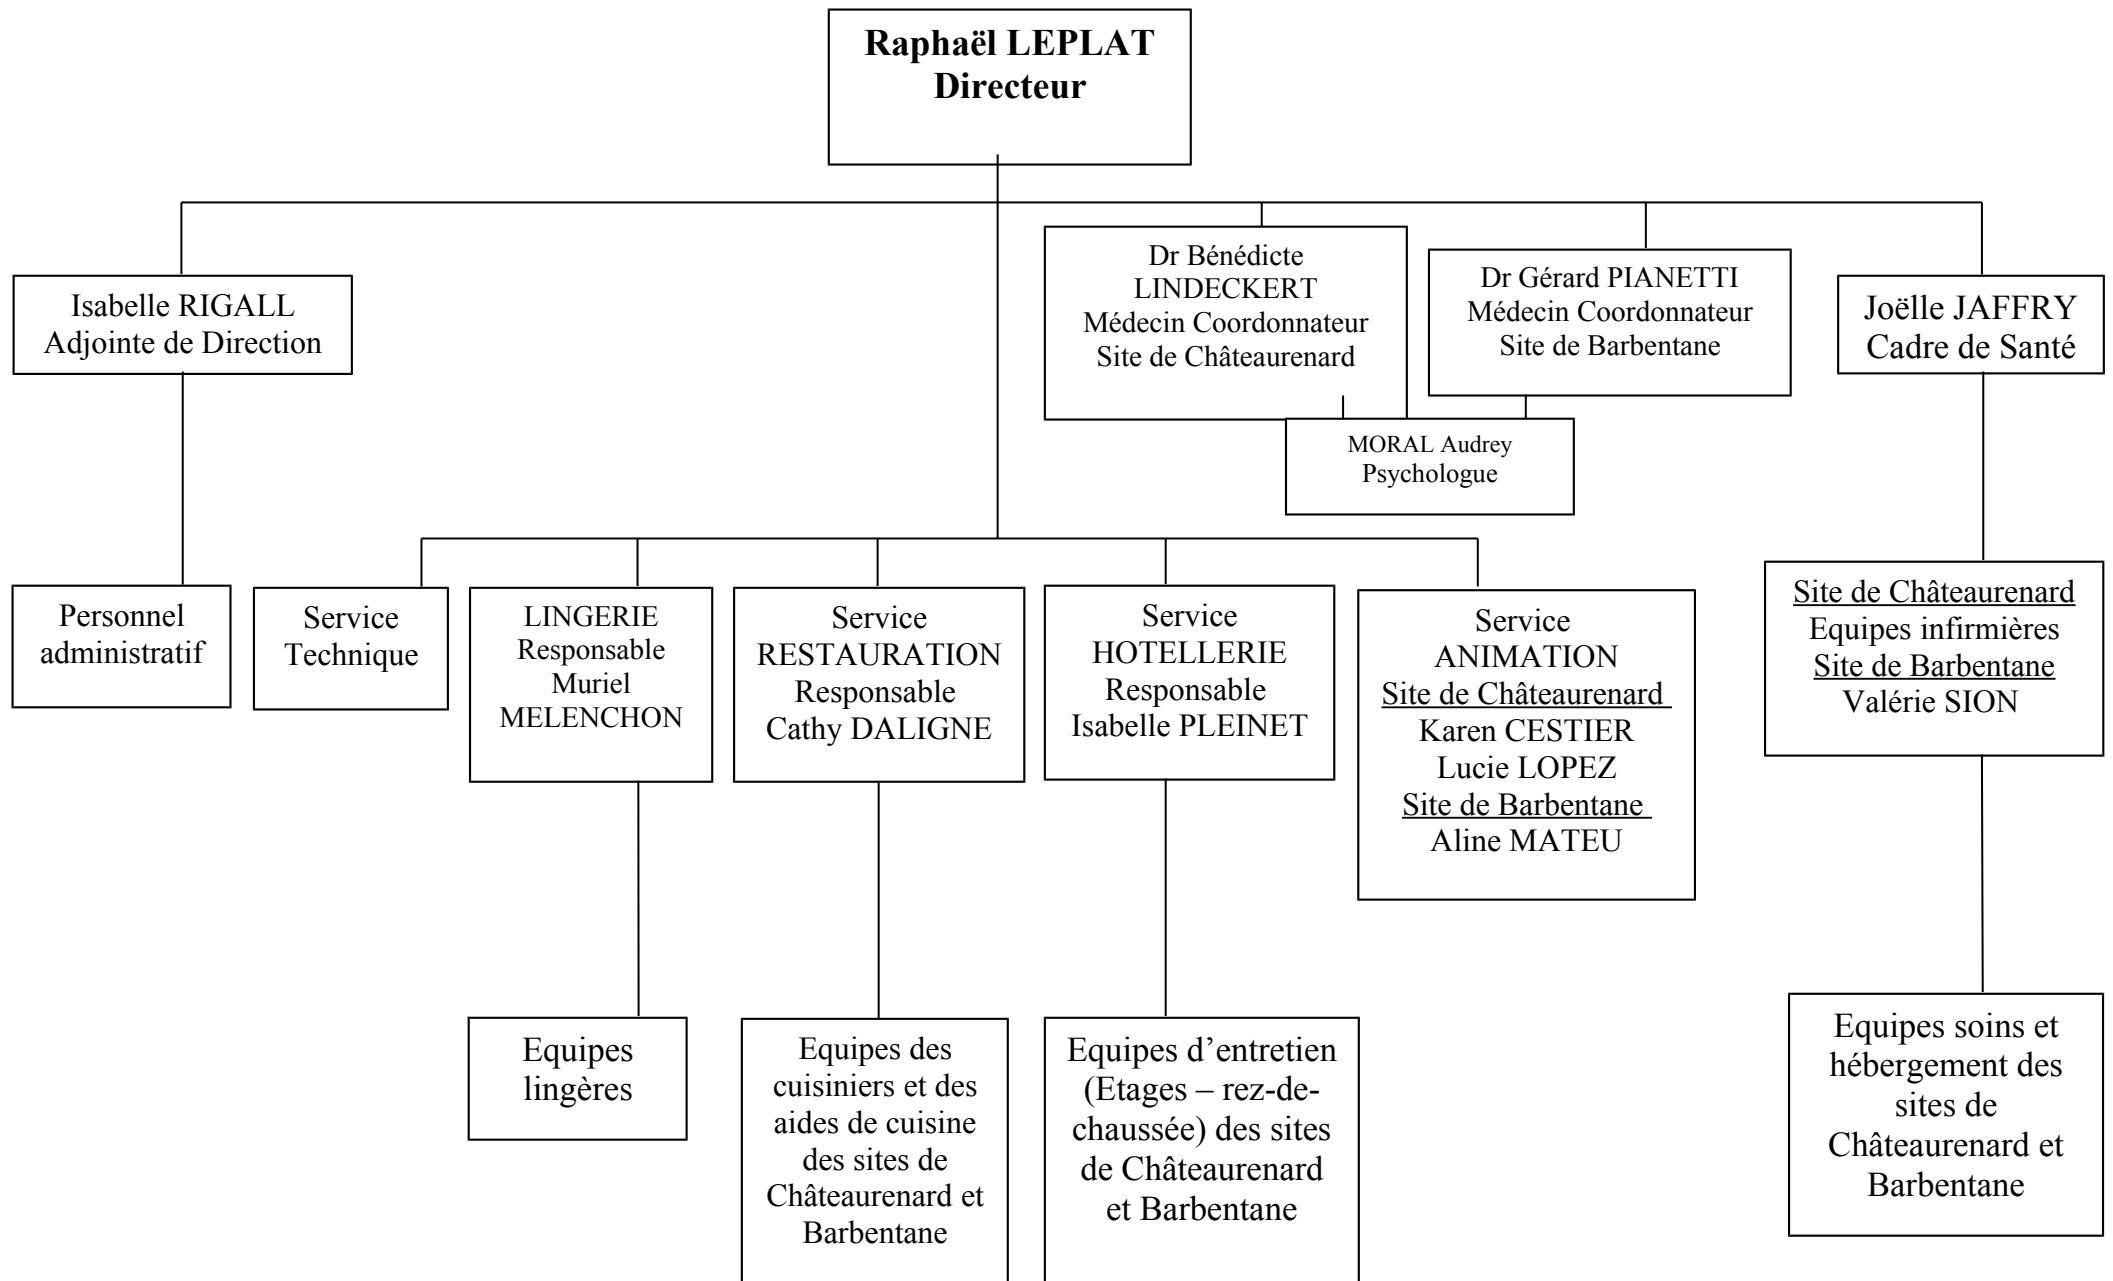 Raphaël LEPLAT
Directeur
Isabelle RIGALL
Adjointe de Direction
Dr Bénédicte
LINDECKERT
Médecin Coordonnateur
Site de Châteaurenard
Dr Gérard PIANETTI
Médecin Coordonnateur
Site de Barbentane
Joëlle JAFFRY
Cadre de Santé
MORAL Audrey
Psychologue
Personnel
administratif
Service
Technique
LINGERIE
Responsable
Muriel
MELENCHON
Service
RESTAURATION
Responsable
Cathy DALIGNE
Service
HOTELLERIE
Responsable
Isabelle PLEINET
Service
ANIMATION
Site de Châteaurenard
Karen CESTIER
Lucie LOPEZ
Site de Barbentane
Aline MATEU
Site de Châteaurenard
Equipes infirmières
Site de Barbentane
Valérie SION
Equipes
lingères
Equipes des
cuisiniers et des
aides de cuisine
des sites de
Châteaurenard et
Barbentane
Equipes d’entretien
(Etages – rez-de-
chaussée) des sites
de Châteaurenard
et Barbentane
Equipes soins et
hébergement des
sites de
Châteaurenard et
Barbentane